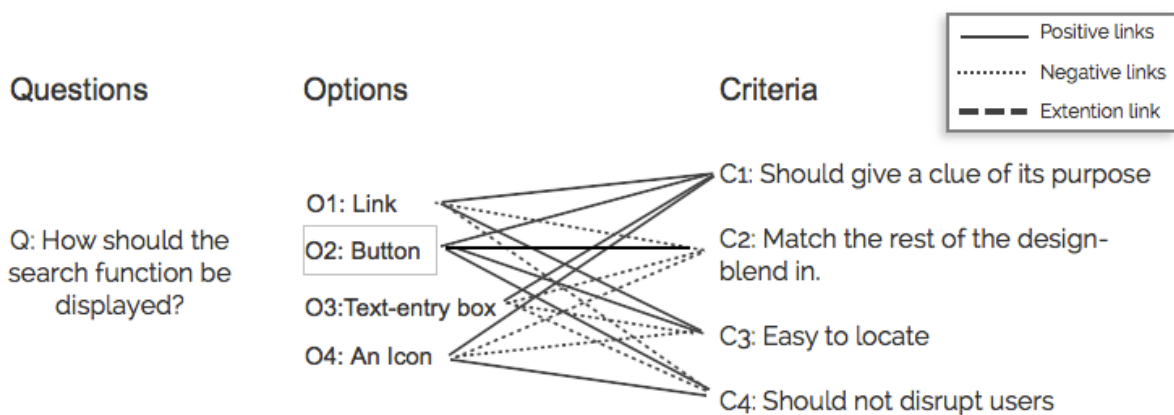 Positive links
Negative links
Extention link
Questions
Options
Criteria
Q: How should the
search function be
displayed?
O1: Link
O2: Button
O3:Text-entry box
O4: An Icon
C1: Should give a clue of its purpose
C2: Match the rest of the design-
blend in.
C3: Easy to locate
C4: Should not disrupt users